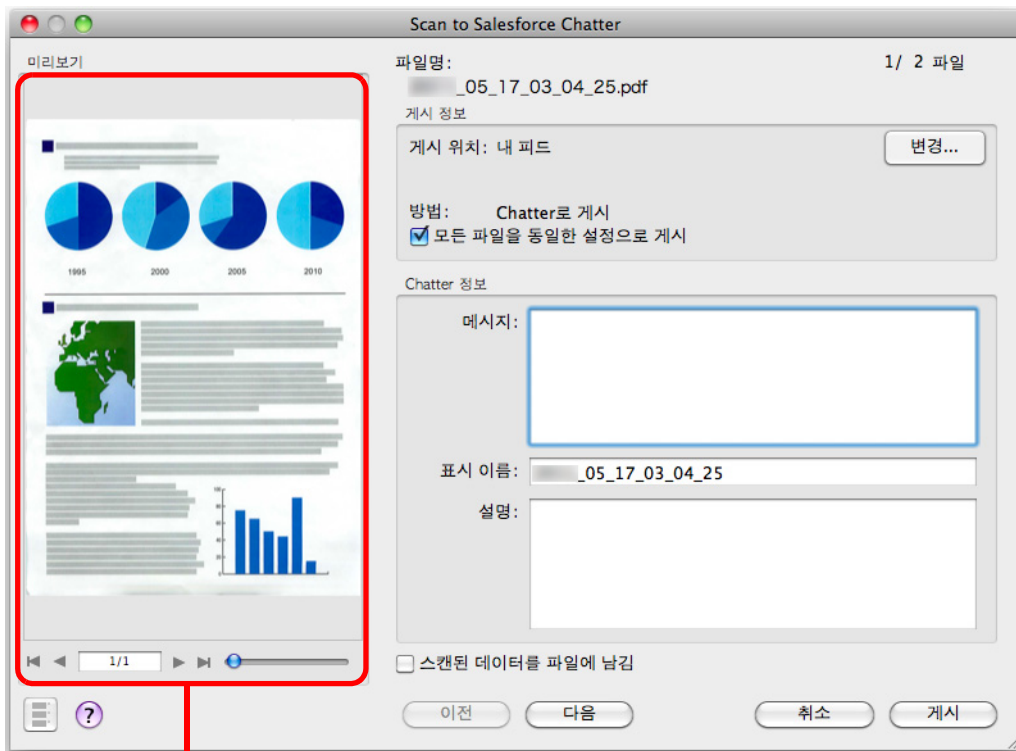 Scan to Salesforce Chatter
미리보기
1995 2000 2005 2010
1/1
파일명: 1/ 2 파일
_05_17_03_04_25.pdf
게시 정보
게시 위치: 내 피드 변경...
방법: Chatter로 게시
모든 파일을 동일한 설정으로 게시
Chatter 정보
메시지:
표시 이름: _05_17_03_04_25
설명:
스캔된 데이터를 파일에 남김
? 이전 다음 취소 게시